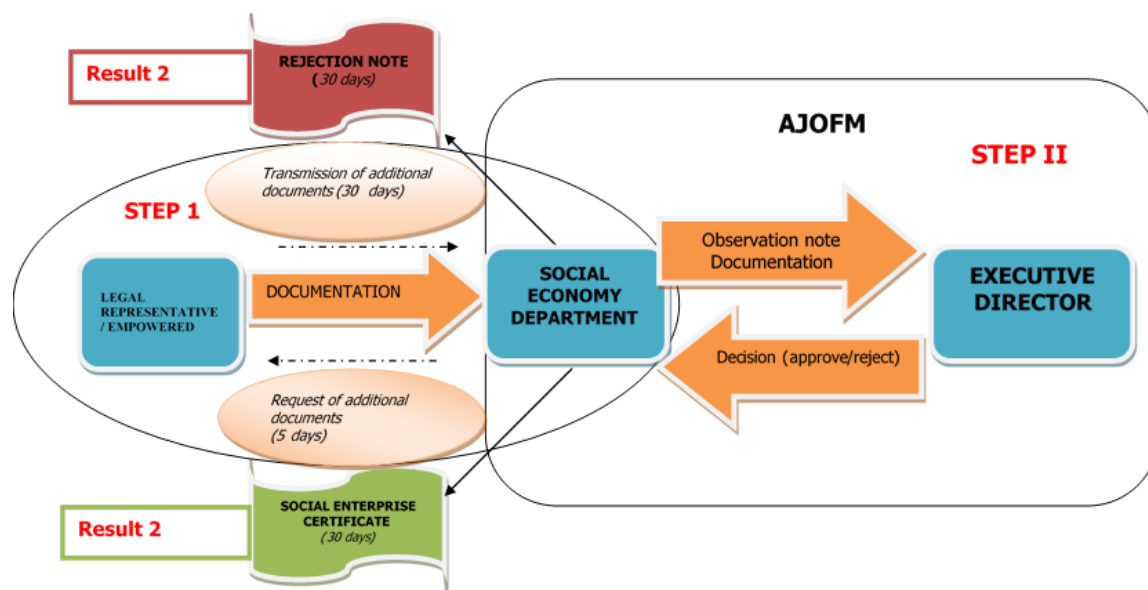 Result 2
REJECTION NOTE
(30 days)
AJOFM
STEP II
Transmission of additional
documents (30 days)
STEP 1
LEGAL
REPRESENTATIVE
/ EMPOWERED
DOCUMENTATION
SOCIAL
ECONOMY
DEPARTMENT
Observation note
Documentation
EXECUTIVE
DIRECTOR
Decision (approve/reject)
Request of additional
documents
(5 days)
Result 2
SOCIAL ENTERPRISE
CERTIFICATE
(30 days)